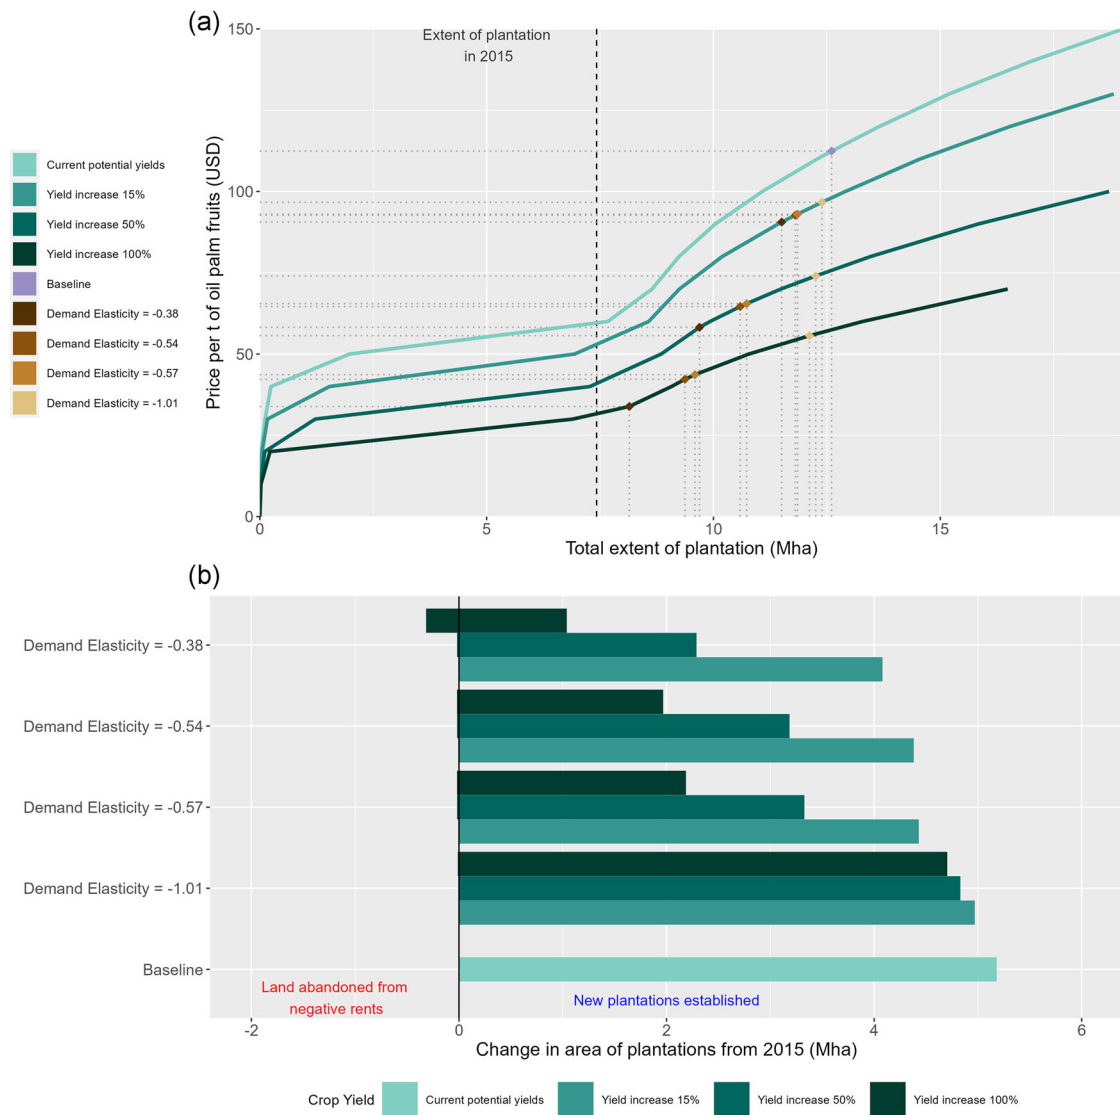 (a)
Extent of plantation
in 2015
150
100
50
0
Price per t of oil palm fruits (USD)
0
5
10
15
Total extent of plantation (Mha)
Current potential yields
Yield increase 15%
Yield increase 50%
Yield increase 100%
Baseline
Demand Elasticity = -0.38
Demand Elasticity = -0.54
Demand Elasticity = -0.57
Demand Elasticity = -1.01
(b)
Demand Elasticity = -0.38
Demand Elasticity = -0.54
Demand Elasticity = -0.57
Demand Elasticity = -1.01
Baseline
Land abandoned from
negative rents
New plantations established
-2
0
2
4
6
Change in area of plantations from 2015 (Mha)
Crop Yield
Current potential yields
Yield increase 15%
Yield increase 50%
Yield increase 100%